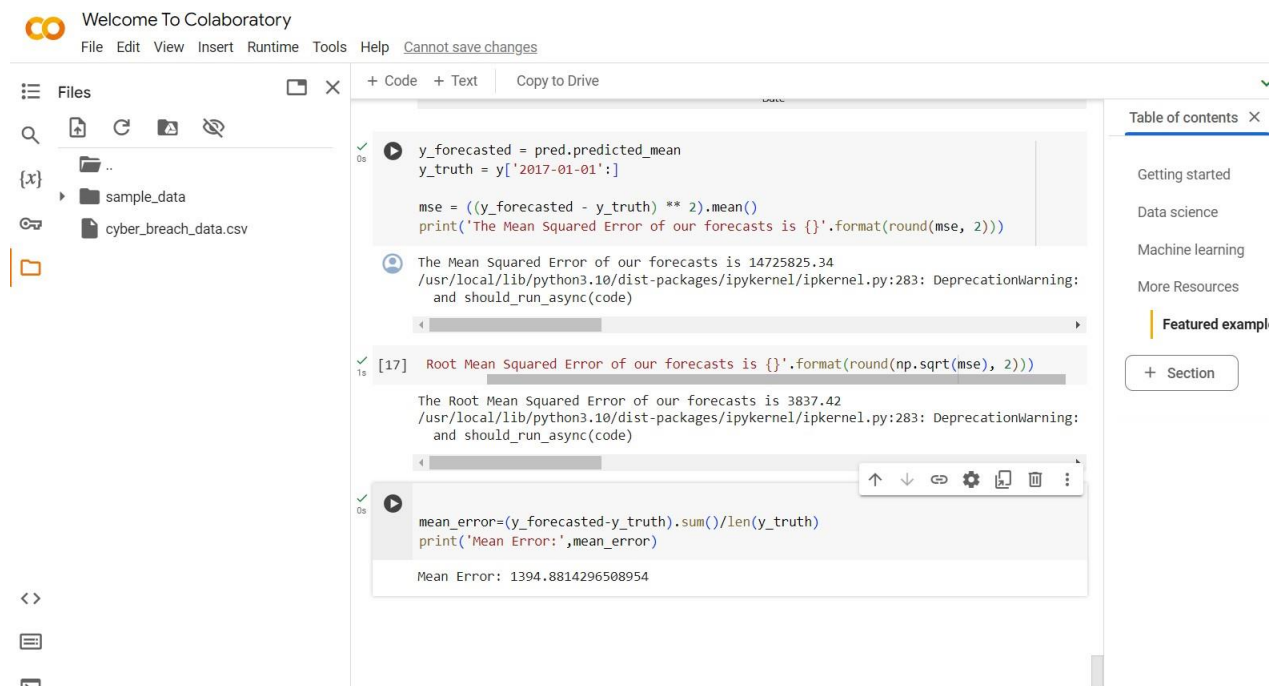 Welcome To Colaboratory
File Edit View Insert Runtime Tools Help Cannot save changes
Files
+ Code + Text Copy to Drive
Date
Table of contents
..
sample_data
cyber_breach_data.csv
{x}
0s
y_forecasted = pred.predicted_mean
y_truth = y['2017-01-01':]
mse = ((y_forecasted - y_truth) ** 2).mean()
print('The Mean Squared Error of our forecasts is {}'.format(round(mse, 2)))
The Mean Squared Error of our forecasts is 14725825.34
/usr/local/lib/python3.10/dist-packages/ipykernel/ipkernel.py:283: DeprecationWarning:
and should_run_async(code)
1s
[17] Root Mean Squared Error of our forecasts is {}'.format(round(np.sqrt(mse), 2)))
The Root Mean Squared Error of our forecasts is 3837.42
/usr/local/lib/python3.10/dist-packages/ipykernel/ipkernel.py:283: DeprecationWarning:
and should_run_async(code)
0s
mean_error=(y_forecasted-y_truth).sum()/len(y_truth)
print('Mean Error:',mean_error)
Mean Error: 1394.8814296508954
Getting started
Data science
Machine learning
More Resources
Featured example
+ Section